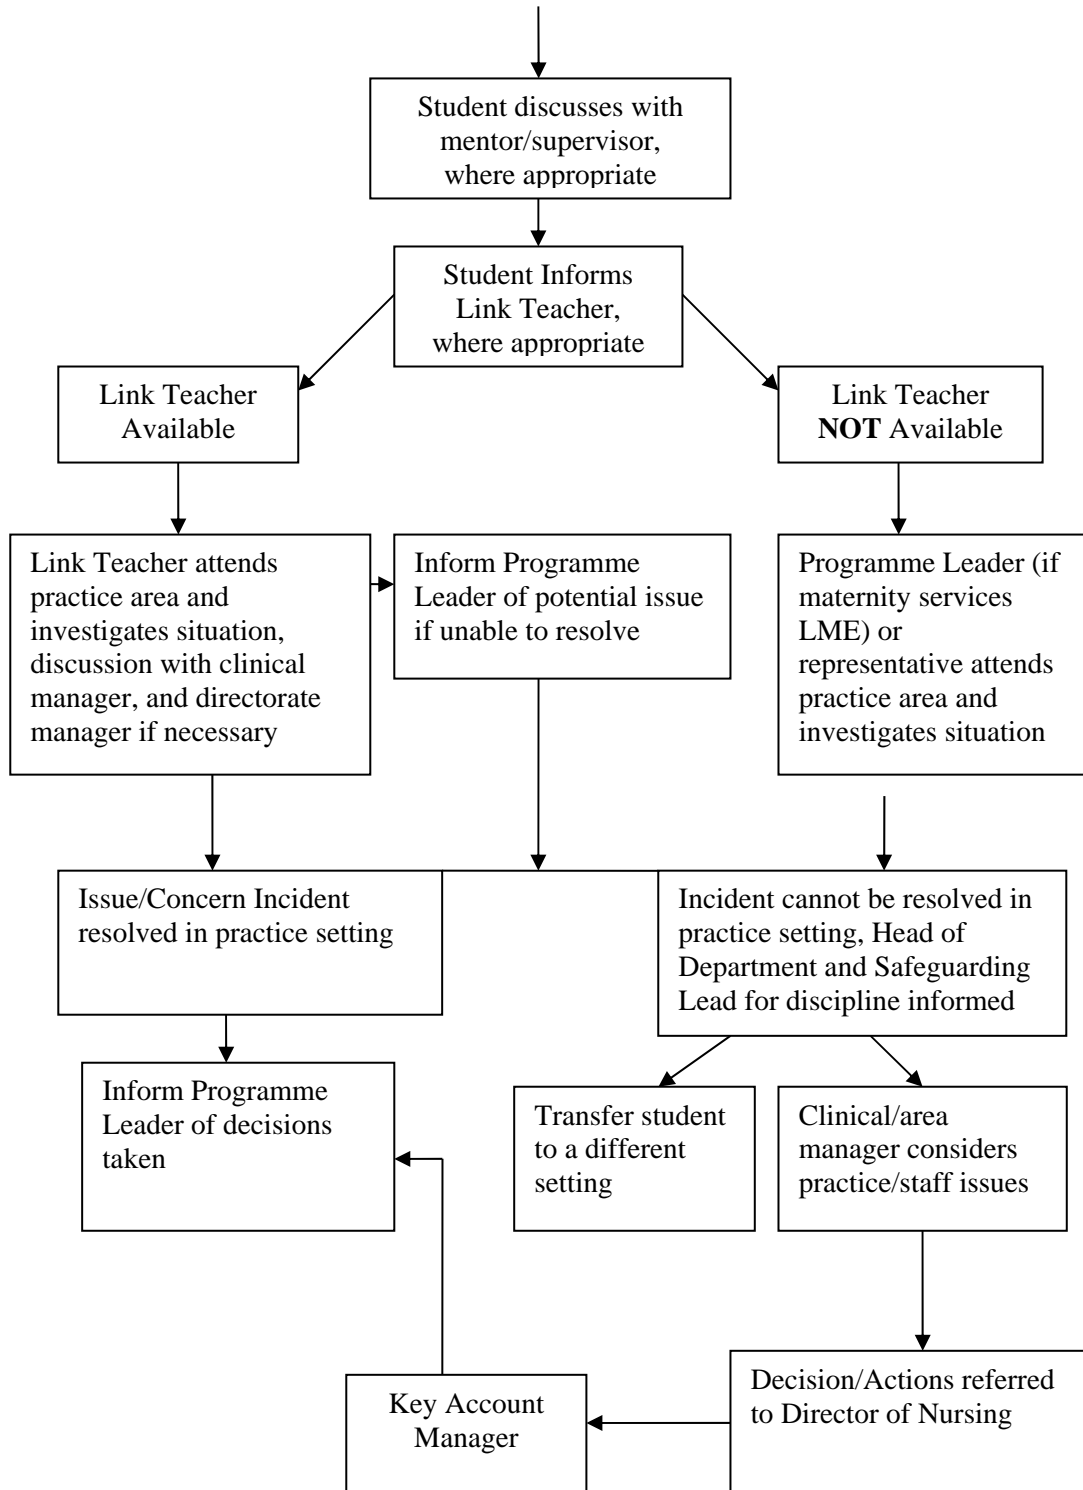 Student discusses with
mentor/supervisor,
where appropriate
Student Informs
Link Teacher,
where appropriate
Link Teacher
Available
Link Teacher
NOT Available
Link Teacher attends
practice area and
investigates situation,
discussion with clinical
manager, and directorate
manager if necessary
Inform Programme
Leader of potential issue
if unable to resolve
Programme Leader (if
maternity services
LME) or
representative attends
practice area and
investigates situation
Issue/Concern Incident
resolved in practice setting
Incident cannot be resolved in
practice setting, Head of
Department and Safeguarding
Lead for discipline informed
Inform Programme
Leader of decisions
taken
Transfer student
to a different
setting
Clinical/area
manager considers
practice/staff issues
Key Account
Manager
Decision/Actions referred
to Director of Nursing